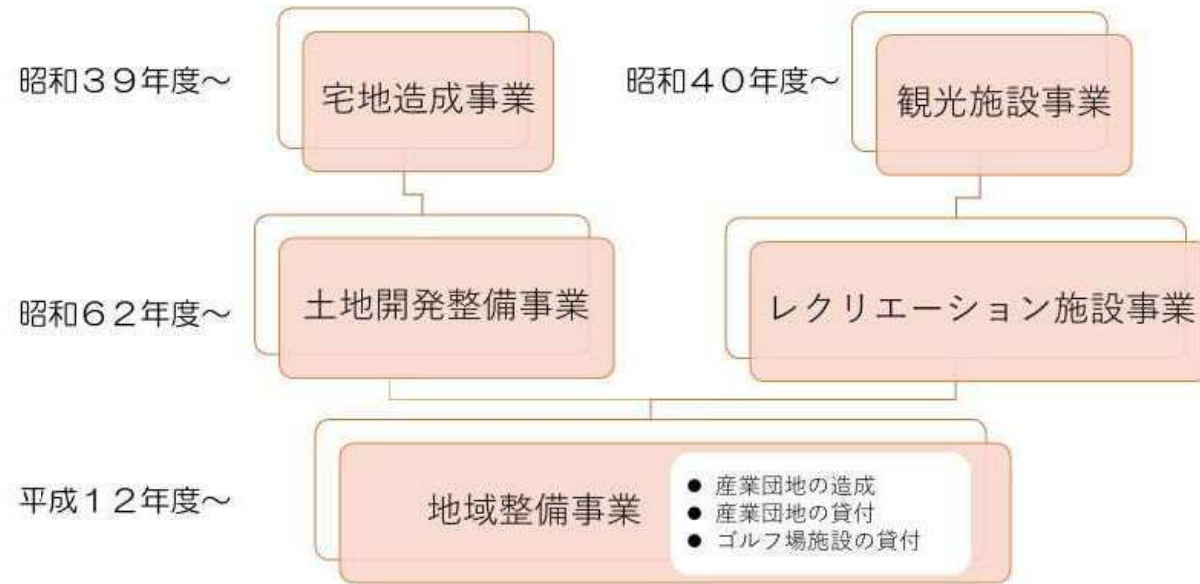 昭和３９年度～
宅地造成事業
昭和４０年度～
観光施設事業
昭和６２年度～
土地開発整備事業
レクリエーション施設事業
平成１２年度～
地域整備事業
● 産業団地の造成
● 産業団地の貸付
● ゴルフ場施設の貸付